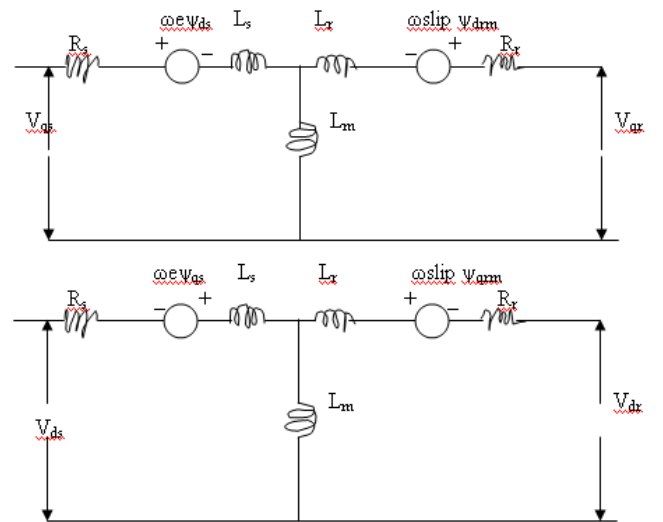 ωeψds Ls Lr ωslip ψdrm
Rs + − − + Rr
Vqs Lm Vqr
ωeψqs Ls Lr ωslip ψqrm
Rs − + + − Rr
Lm
Vds Vdr